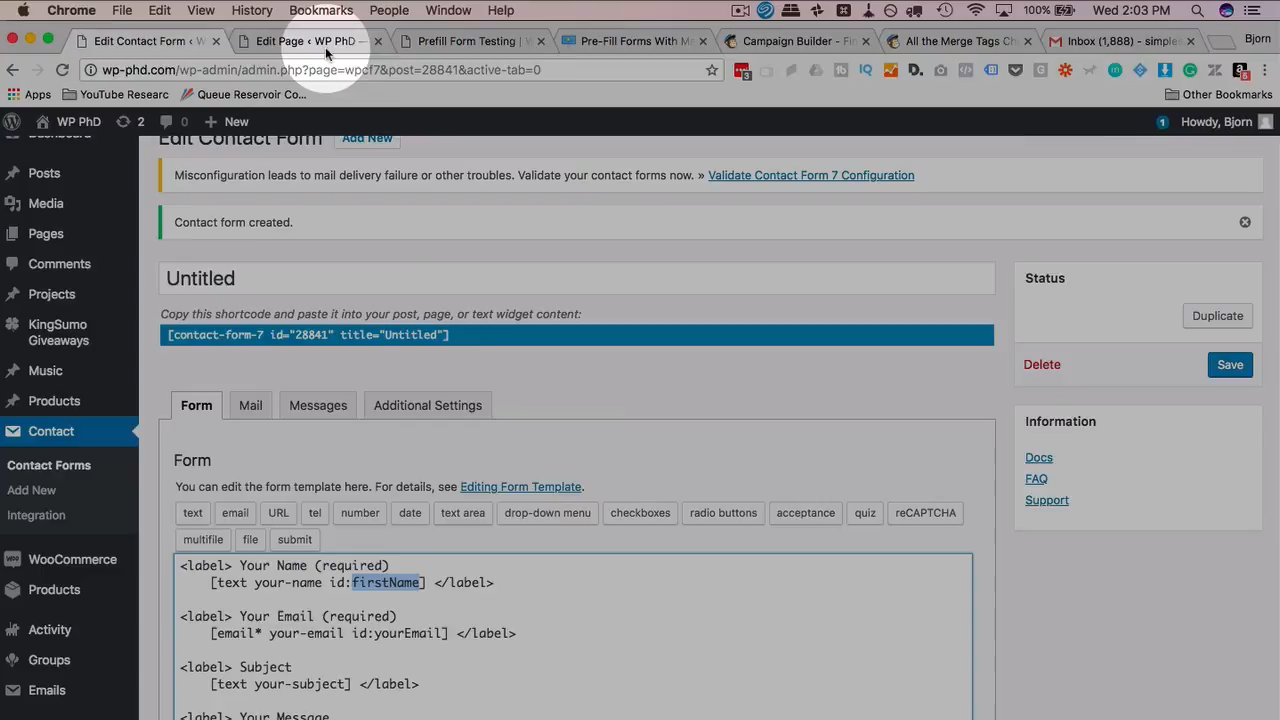 Chrome File Edit View History Bookmarks People Window Help 100% Wed 2:03 PM
Edit Contact Form ‹ W Edit Page ‹ WP PhD — Prefill Form Testing | W Pre-Fill Forms With Mer Campaign Builder - Fin All the Merge Tags Che Inbox (1,888) - simples Bjorn
wp-phd.com/wp-admin/admin.php?page=wpcf7&post=28841&active-tab=0
Apps YouTube Researc Queue Reservoir Co... Other Bookmarks
WP PhD 2 0 New 1 Howdy, Bjorn
Dashboard
Posts
Media
Pages
Comments
Projects
KingSumo
Giveaways
Music
Products
Contact
Contact Forms
Add New
Integration
WooCommerce
Products
Activity
Groups
Emails
Edit Contact Form Add New
Misconfiguration leads to mail delivery failure or other troubles. Validate your contact forms now. » Validate Contact Form 7 Configuration
Contact form created.
Untitled
Copy this shortcode and paste it into your post, page, or text widget content:
[contact-form-7 id="28841" title="Untitled"]
Form Mail Messages Additional Settings
Form
You can edit the form template here. For details, see Editing Form Template.
text email URL tel number date text area drop-down menu checkboxes radio buttons acceptance quiz reCAPTCHA
multifile file submit
<label> Your Name (required)
[text your-name id:firstName] </label>
<label> Your Email (required)
[email* your-email id:yourEmail] </label>
<label> Subject
[text your-subject] </label>
<label> Your Message
Status
Duplicate
Delete Save
Information
Docs
FAQ
Support